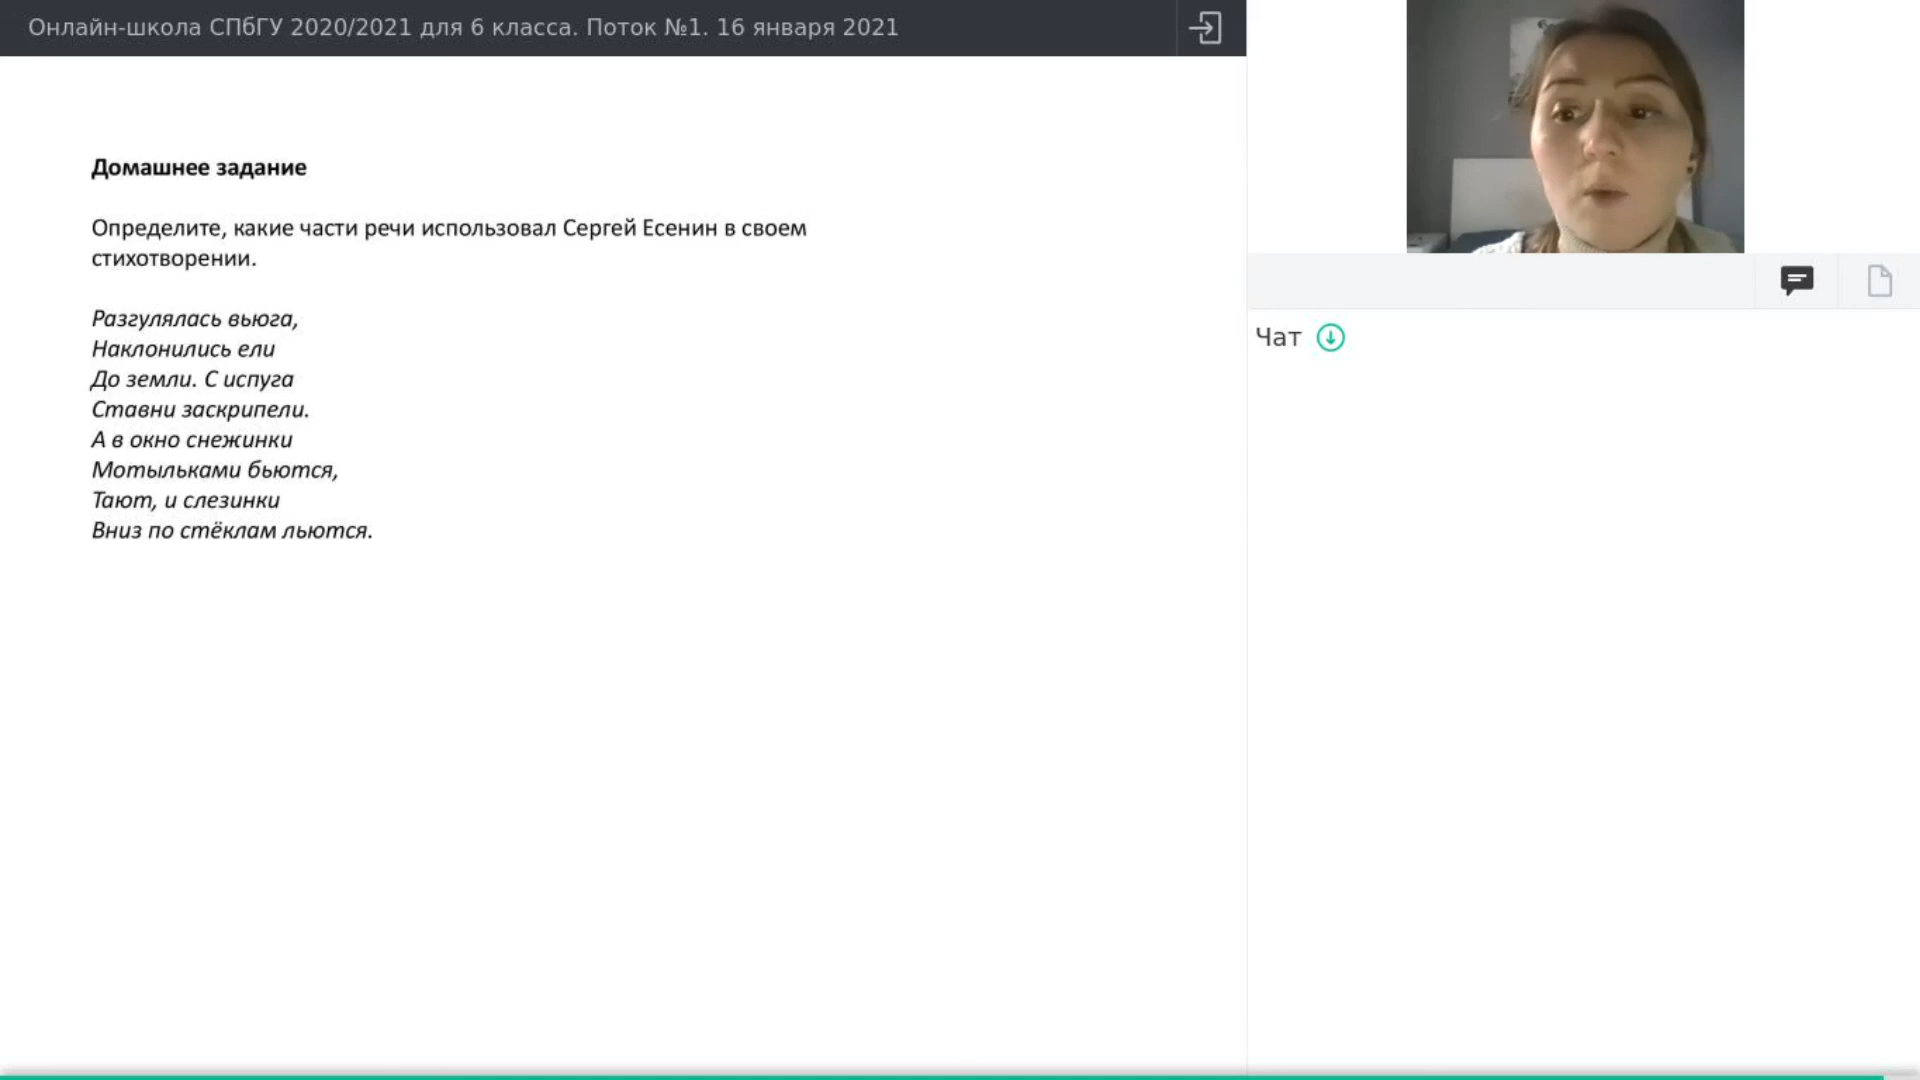 Онлайн-школа СПбГУ 2020/2021 для 6 класса. Поток №1. 16 января 2021
Домашнее задание
Определите, какие части речи использовал Сергей Есенин в своем
стихотворении.
Разгулялась вьюга,
Наклонились ели
До земли. С испуга
Ставни заскрипели.
А в окно снежинки
Мотыльками бьются,
Тают, и слезинки
Вниз по стёклам льются.
Чат